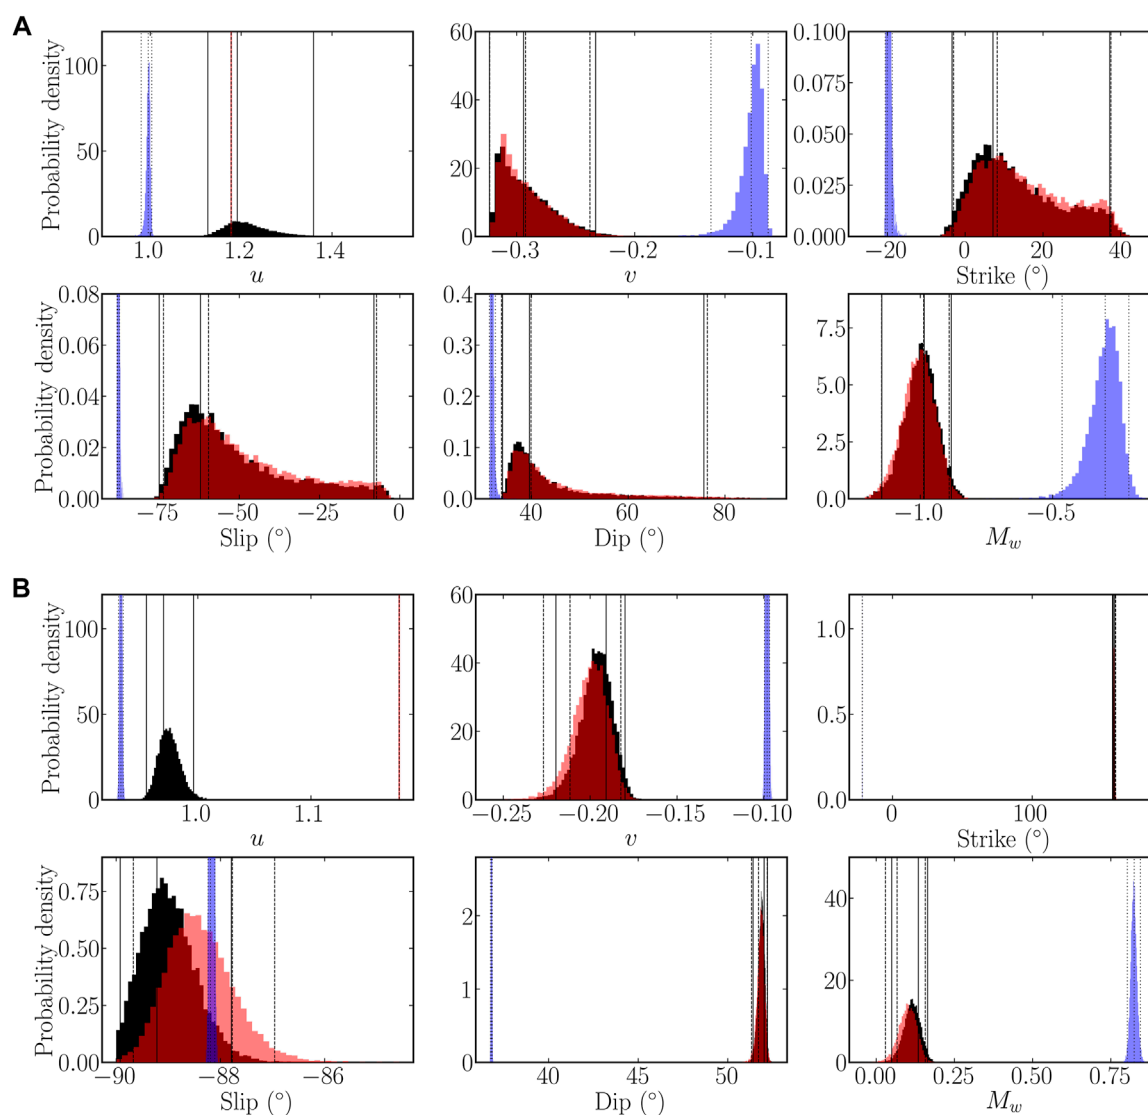 A
Probability density
100
50
0
1.0 1.2 1.4
u
60
40
20
0
−0.3 −0.2 −0.1
v
0.100
0.075
0.050
0.025
0.000
−20 0 20 40
Strike (°)
Probability density
0.08
0.06
0.04
0.02
0.00
−75 −50 −25 0
Slip (°)
0.4
0.3
0.2
0.1
0.0
40 60 80
Dip (°)
7.5
5.0
2.5
0.0
−1.0 −0.5
M_w
B
Probability density
100
50
0
1.0 1.1
u
60
40
20
0
−0.25 −0.20 −0.15 −0.10
v
1.0
0.5
0.0
0 100
Strike (°)
Probability density
0.75
0.50
0.25
0.00
−90 −88 −86
Slip (°)
2
1
0
40 45 50
Dip (°)
40
20
0
0.00 0.25 0.50 0.75
M_w